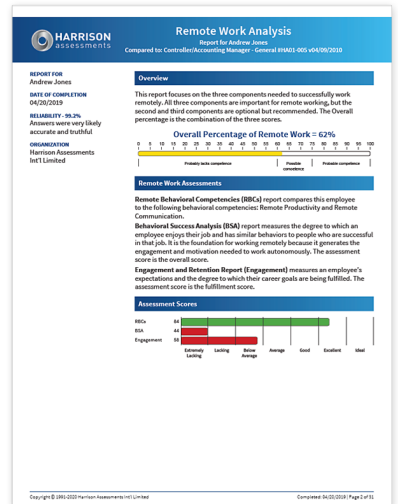 HARRISON
assessments
Remote Work Analysis
Report for Andrew Jones
Compared to: Controller/Accounting Manager - General #HA01-005 v04/09/2010
REPORT FOR
Andrew Jones
DATE OF COMPLETION
04/20/2019
RELIABILITY - 99.2%
Answers were very likely
accurate and truthful
ORGANIZATION
Harrison Assessments
Int'l Limited
Overview
This report focuses on the three components needed to successfully work
remotely. All three components are important for remote working, but the
second and third components are optional but recommended. The Overall
percentage is the combination of the three scores.
Overall Percentage of Remote Work = 62%
0 5 10 15 20 25 30 35 40 45 50 55 60 65 70 75 80 85 90 95 100
Probably lacks competence
Possible
competence
Probable competence
Remote Work Assessments
Remote Behavioral Competencies (RBCs) report compares this employee
to the following behavioral competencies: Remote Productivity and Remote
Communication.
Behavioral Success Analysis (BSA) report measures the degree to which an
employee enjoys their job and has similar behaviors to people who are successful
in that job. It is the foundation for working remotely because it generates the
engagement and motivation needed to work autonomously. The assessment
score is the overall score.
Engagement and Retention Report (Engagement) measures an employee's
expectations and the degree to which their career goals are being fulfilled. The
assessment score is the fulfillment score.
Assessment Scores
RBCs 84
BSA 44
Engagement
Extremely
Lacking
Lacking
Below
Average
Average
Good
Excellent
Ideal
Copyright © 1991-2020 Harrison Assessments Int'l Limited
Completed: 04/20/2019 | Page 2 of 51